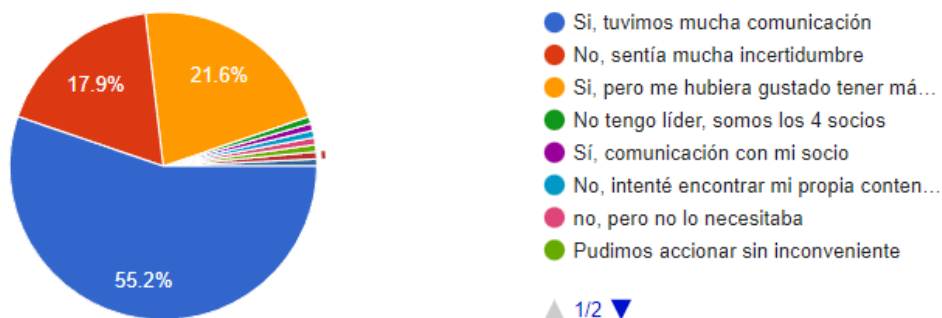 17.9%
21.6%
55.2%
Si, tuvimos mucha comunicación
No, sentía mucha incertidumbre
Si, pero me hubiera gustado tener má...
No tengo líder, somos los 4 socios
Sí, comunicación con mi socio
No, intenté encontrar mi propia conten...
no, pero no lo necesitaba
Pudimos accionar sin inconveniente
1/2